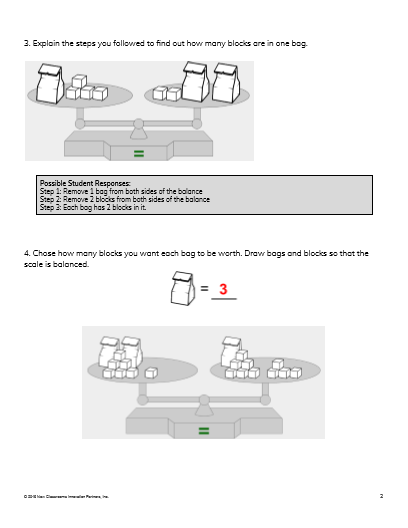 3. Explain the steps you followed to find out how many blocks are in one bag.
=
Possible Student Responses:
Step 1: Remove 1 bag from both sides of the balance
Step 2: Remove 2 blocks from both sides of the balance
Step 3: Each bag has 2 blocks in it.
4. Chose how many blocks you want each bag to be worth. Draw bags and blocks so that the
scale is balanced.
= 3
=
© 2018 New Classrooms Innovation Partners, Inc.
2